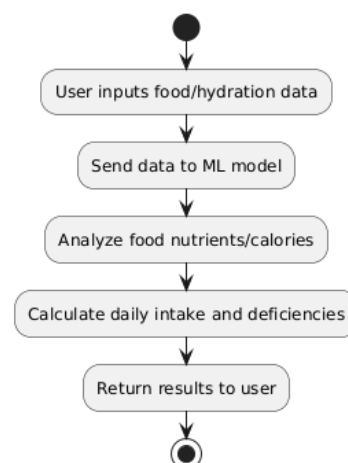 User inputs food/hydration data
Send data to ML model
Analyze food nutrients/calories
Calculate daily intake and deficiencies
Return results to user